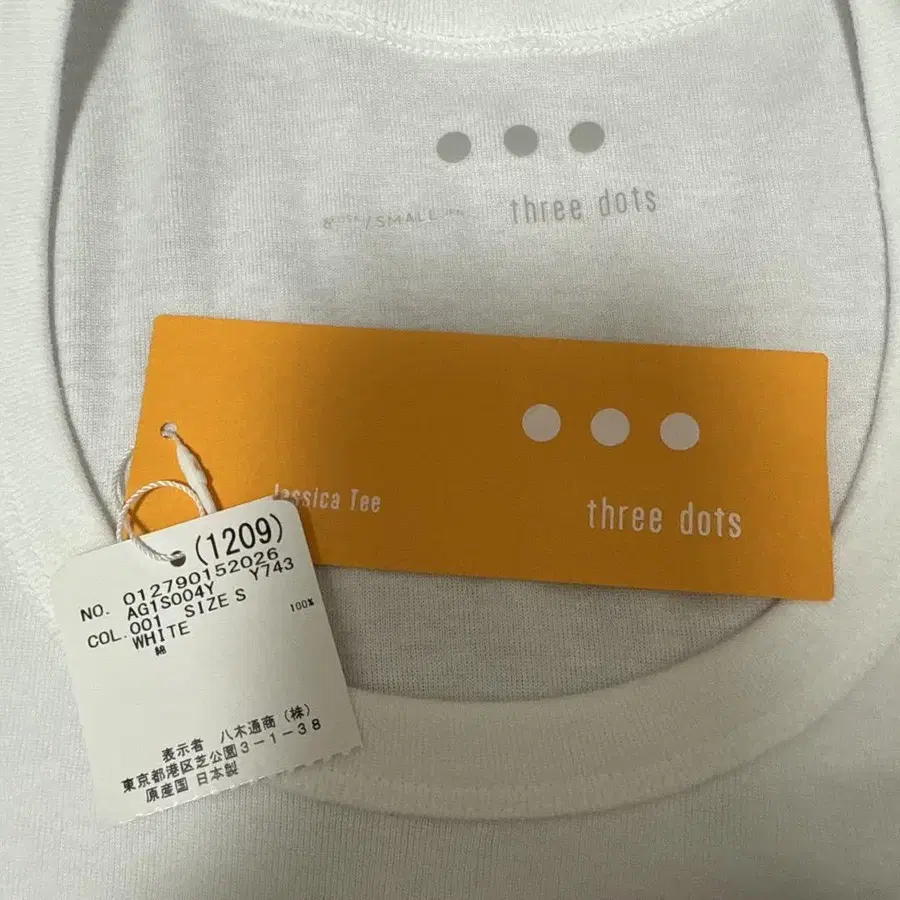 three dots
/SMALL
Jessica Tee
three dots
(1209)
NO. 012790152026
AG1S004Y Y743
COL.001 SIZE S
WHITE
綿 100%
表示者 八木通商(株)
東京都港区芝公園3-1-38
原産国 日本製